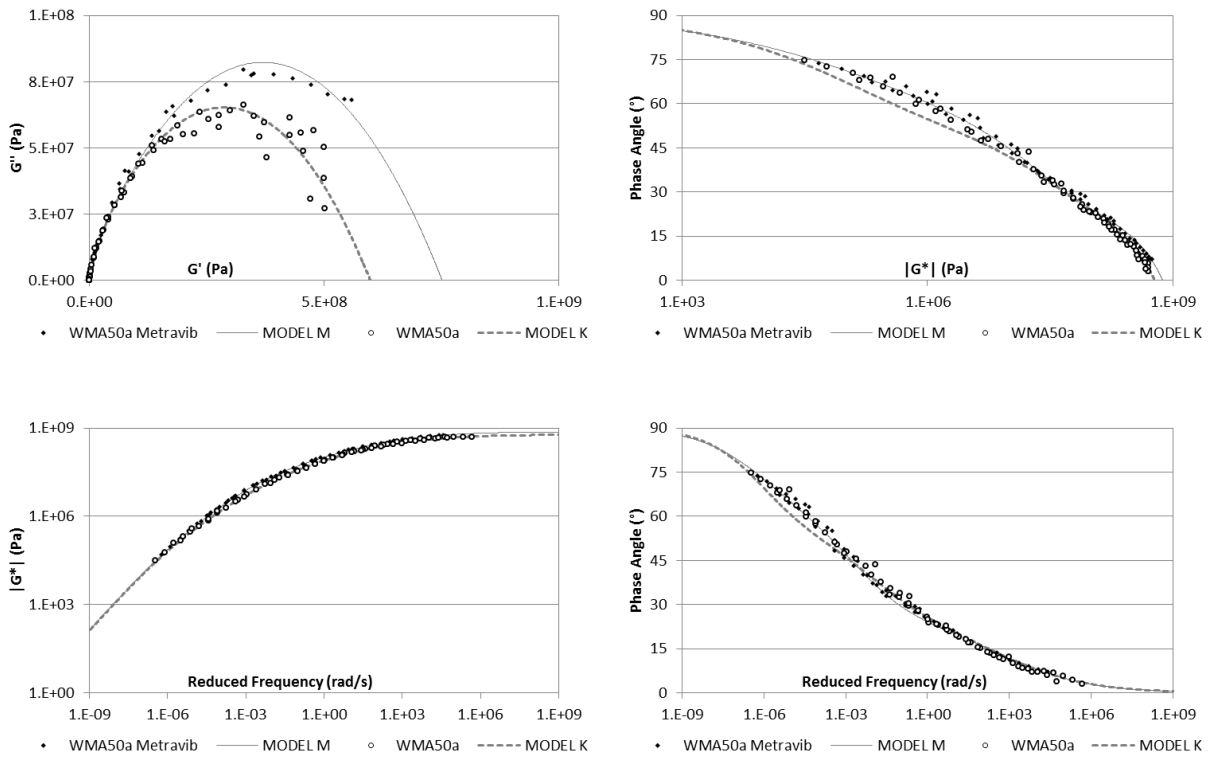 1.E+08
8.E+07
5.E+07
3.E+07
0.E+00
G'' (Pa)
G' (Pa)
0.E+00 5.E+08 1.E+09
WMA50a Metravib MODEL M WMA50a MODEL K
90
75
60
45
30
15
0
Phase Angle (°)
|G*| (Pa)
1.E+03 1.E+06 1.E+09
WMA50a Metravib MODEL M WMA50a MODEL K
1.E+09
1.E+06
1.E+03
1.E+00
|G*| (Pa)
Reduced Frequency (rad/s)
1.E-09 1.E-06 1.E-03 1.E+00 1.E+03 1.E+06 1.E+09
WMA50a Metravib MODEL M WMA50a MODEL K
90
75
60
45
30
15
0
Phase Angle (°)
Reduced Frequency (rad/s)
1.E-09 1.E-06 1.E-03 1.E+00 1.E+03 1.E+06 1.E+09
WMA50a Metravib MODEL M WMA50a MODEL K